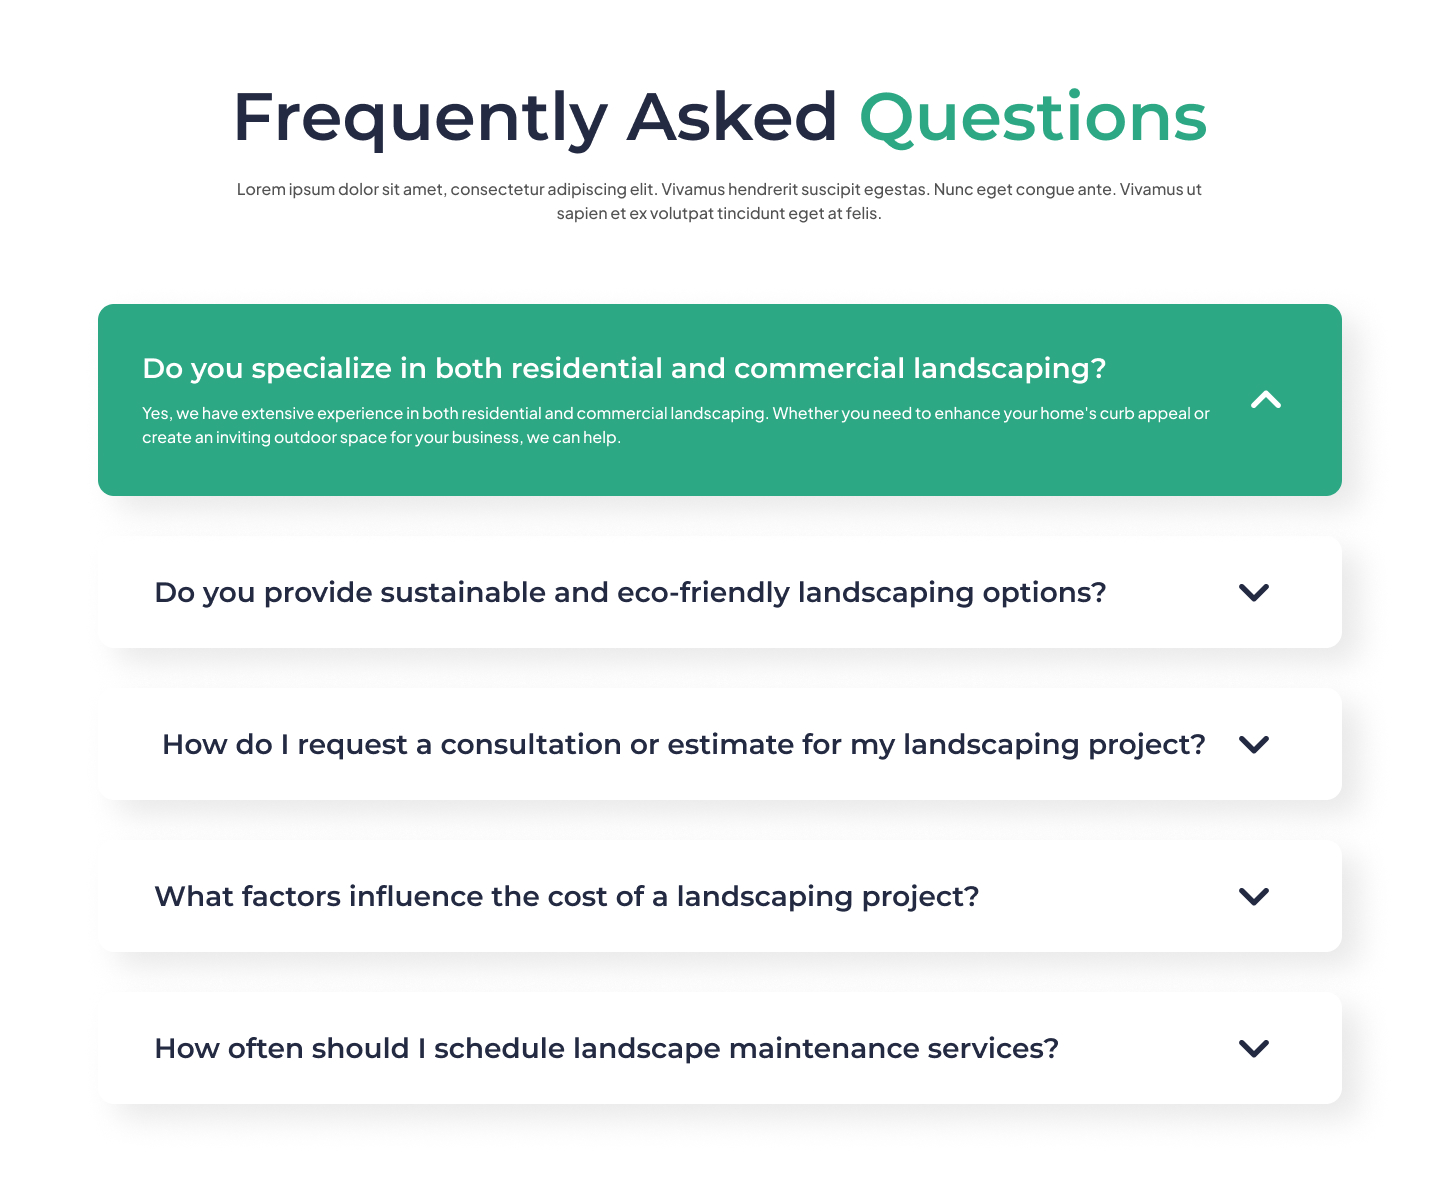 Frequently Asked Questions
Lorem ipsum dolor sit amet, consectetur adipiscing elit. Vivamus hendrerit suscipit egestas. Nunc eget congue ante. Vivamus ut
sapien et ex volutpat tincidunt eget at felis.
Do you specialize in both residential and commercial landscaping?
Yes, we have extensive experience in both residential and commercial landscaping. Whether you need to enhance your home's curb appeal or
create an inviting outdoor space for your business, we can help.
Do you provide sustainable and eco-friendly landscaping options?
How do I request a consultation or estimate for my landscaping project?
What factors influence the cost of a landscaping project?
How often should I schedule landscape maintenance services?